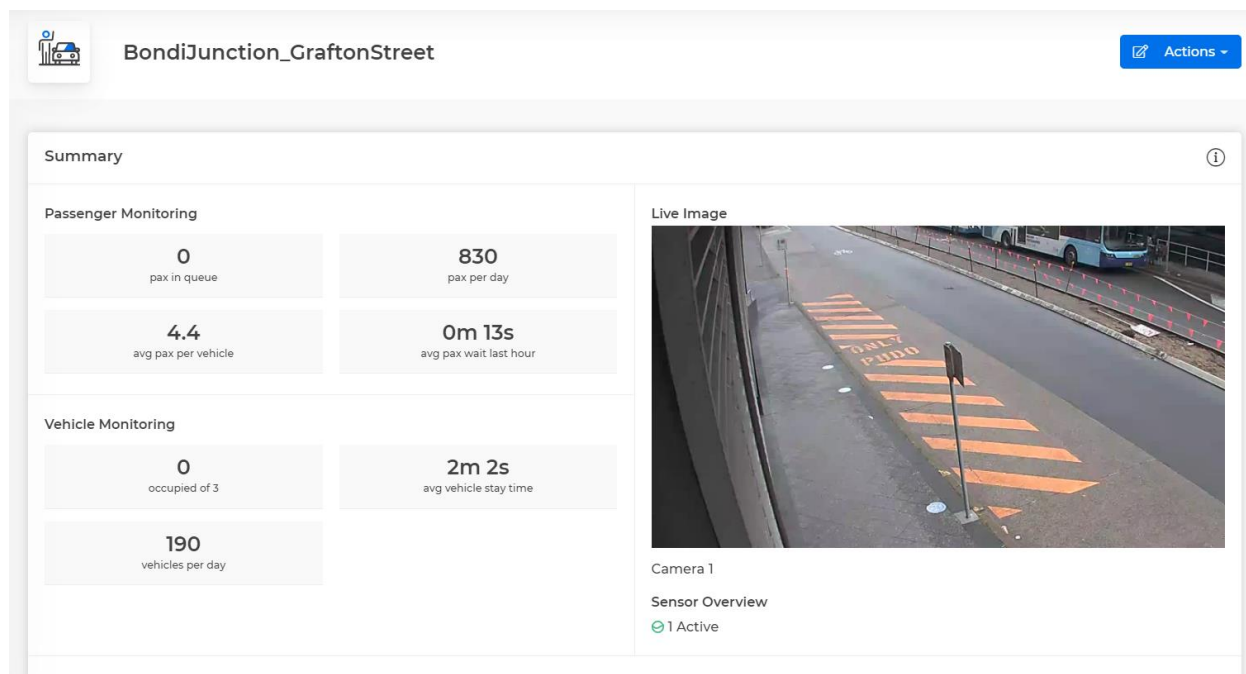 BondiJunction_GraftonStreet
Actions
Summary
Passenger Monitoring
0
pax in queue
830
pax per day
4.4
avg pax per vehicle
0m 13s
avg pax wait last hour
Vehicle Monitoring
0
occupied of 3
2m 2s
avg vehicle stay time
190
vehicles per day
Live Image
ONLY
PUDO
Camera 1
Sensor Overview
1 Active